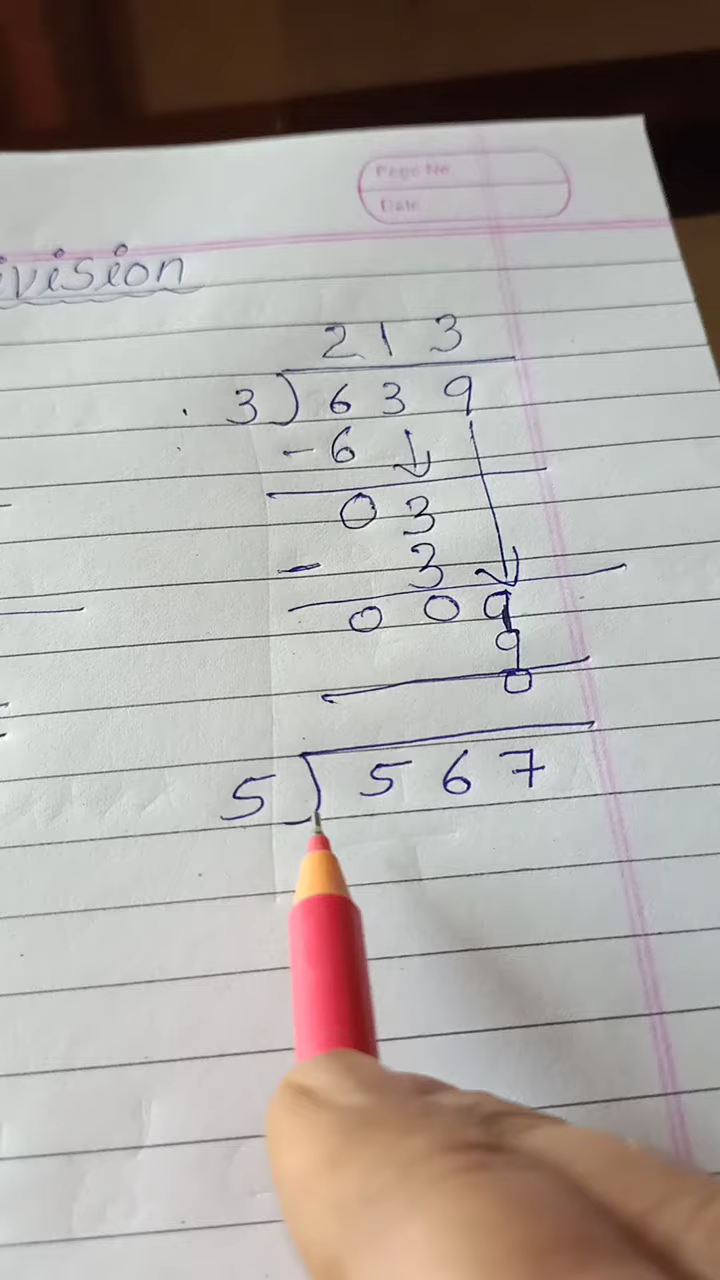 Page No
Date
ivision
2 1 3
3 ) 6 3 9
- 6 ↓
0 3
- 3
0 0 9
9
0
5 ) 5 6 7